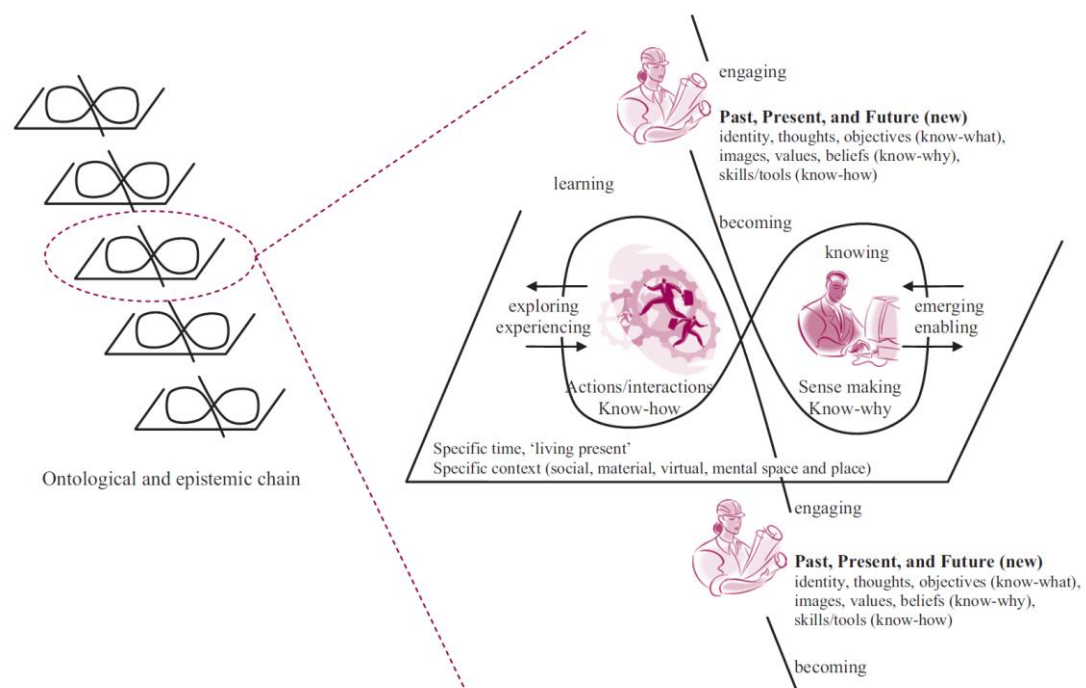 engaging
Past, Present, and Future (new)
identity, thoughts, objectives (know-what),
images, values, beliefs (know-why),
skills/tools (know-how)
learning
becoming
knowing
exploring
experiencing
emerging
enabling
Actions/interactions
Know-how
Sense making
Know-why
Specific time, ‘living present’
Specific context (social, material, virtual, mental space and place)
Ontological and epistemic chain
engaging
Past, Present, and Future (new)
identity, thoughts, objectives (know-what),
images, values, beliefs (know-why),
skills/tools (know-how)
becoming